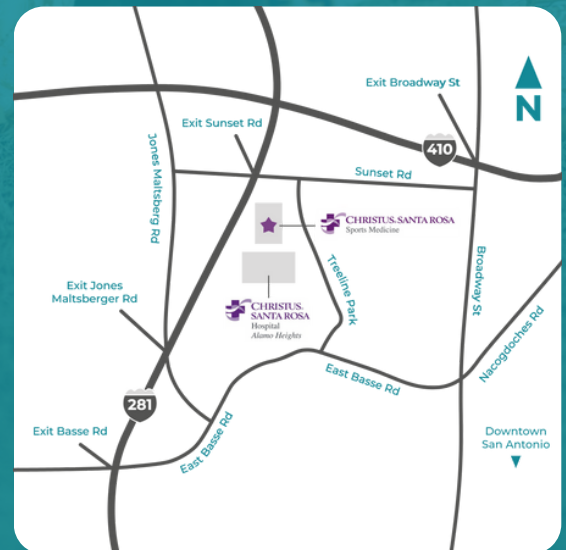 Exit Broadway St
N
Exit Sunset Rd
410
Jones Maltsberg Rd
Sunset Rd
CHRISTUS SANTA ROSA
Sports Medicine
Treeline Park
Broadway St
Exit Jones
Maltsberger Rd
CHRISTUS
SANTA ROSA
Hospital
Alamo Heights
Nacogdoches Rd
East Basse Rd
281
Exit Basse Rd
East Basse Rd
Downtown
San Antonio